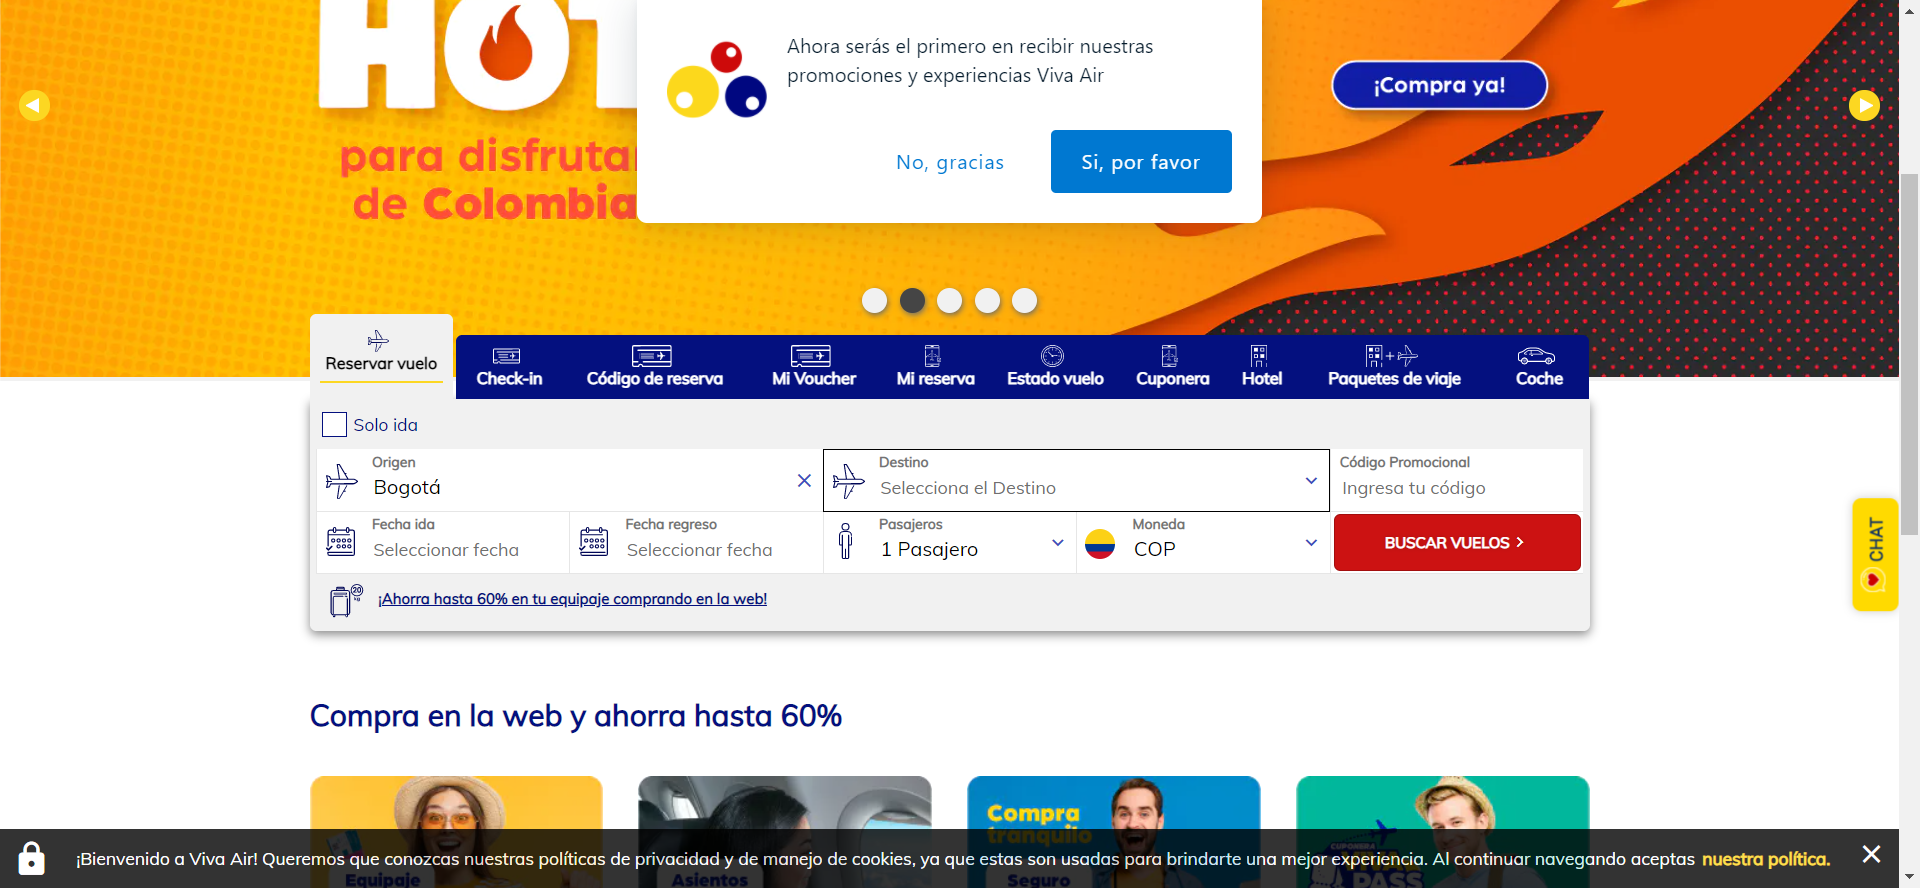 HOT
Ahora serás el primero en recibir nuestras
promociones y experiencias Viva Air
No, gracias
Si, por favor
¡Compra ya!
para disfrutar
de Colombia
Reservar vuelo
Check-in
Código de reserva
Mi Voucher
Mi reserva
Estado vuelo
Cuponera
Hotel
Paquetes de viaje
Coche
Solo ida
Origen
Bogotá
Destino
Selecciona el Destino
Código Promocional
Ingresa tu código
Fecha ida
Seleccionar fecha
Fecha regreso
Seleccionar fecha
Pasajeros
1 Pasajero
Moneda
COP
BUSCAR VUELOS
20
kg
¡Ahorra hasta 60% en tu equipaje comprando en la web!
CHAT
Compra en la web y ahorra hasta 60%
Compra
tranquilo
CUPONERA
VIVA
PASS
¡Bienvenido a Viva Air! Queremos que conozcas nuestras políticas de privacidad y de manejo de cookies, ya que estas son usadas para brindarte una mejor experiencia. Al continuar navegando aceptas nuestra política.
Equipaje
Asientos
Seguro